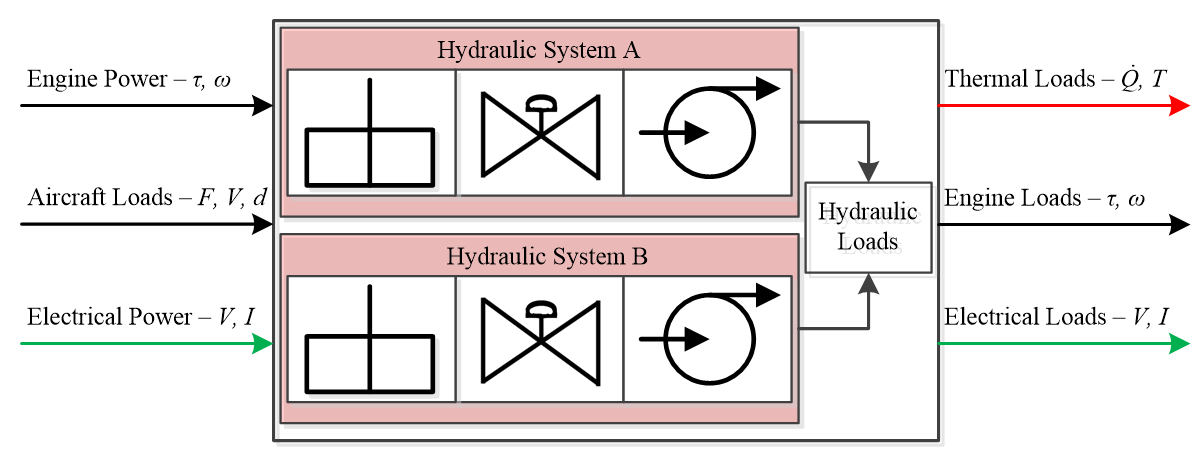 Hydraulic System A
Engine Power – τ, ω
Thermal Loads – Q̇, T
Aircraft Loads – F, V, d
Hydraulic
Loads
Engine Loads – τ, ω
Hydraulic System B
Electrical Power – V, I
Electrical Loads – V, I